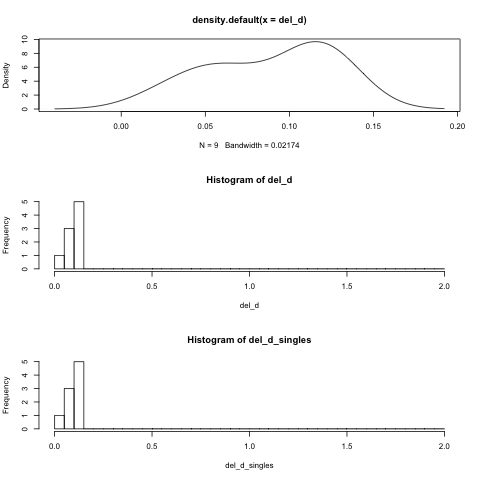 density.default(x = del_d)
Density
0 2 4 6 8 10
0.00 0.05 0.10 0.15 0.20
N = 9 Bandwidth = 0.02174
Histogram of del_d
Frequency
0 1 2 3 4 5
0.0 0.5 1.0 1.5 2.0
del_d
Histogram of del_d_singles
Frequency
0 1 2 3 4 5
0.0 0.5 1.0 1.5 2.0
del_d_singles